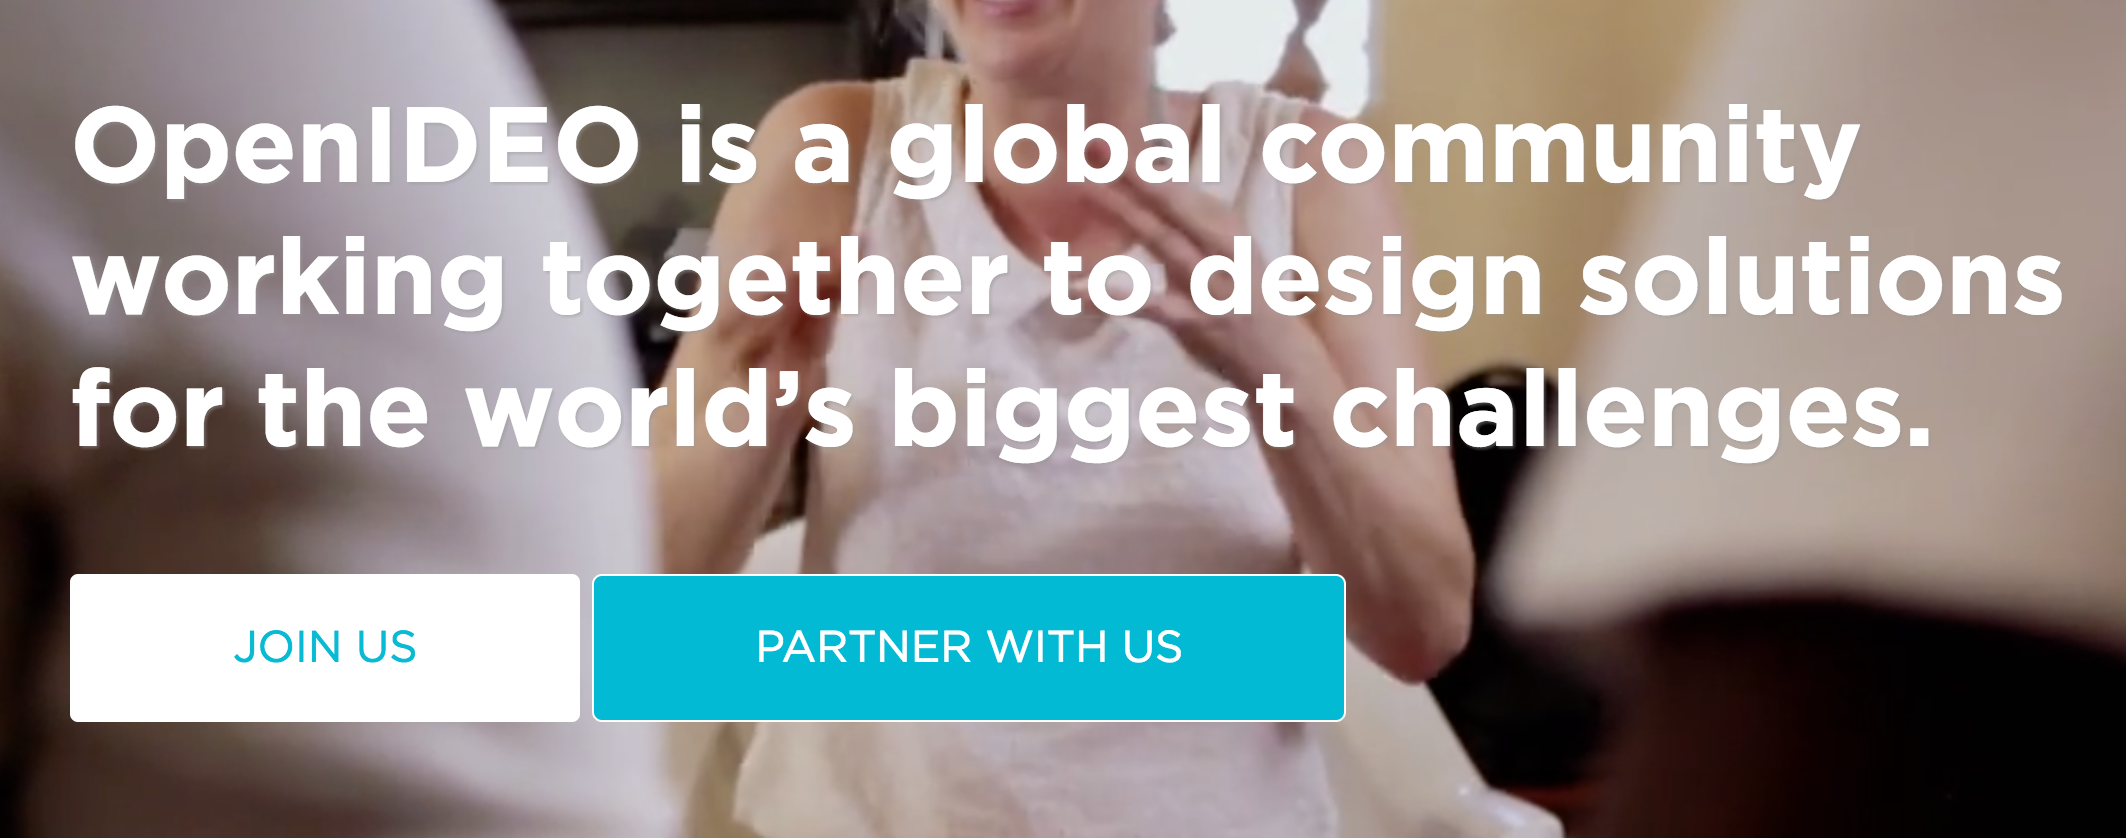 OpenIDEO is a global community
working together to design solutions
for the world’s biggest challenges.
JOIN US
PARTNER WITH US